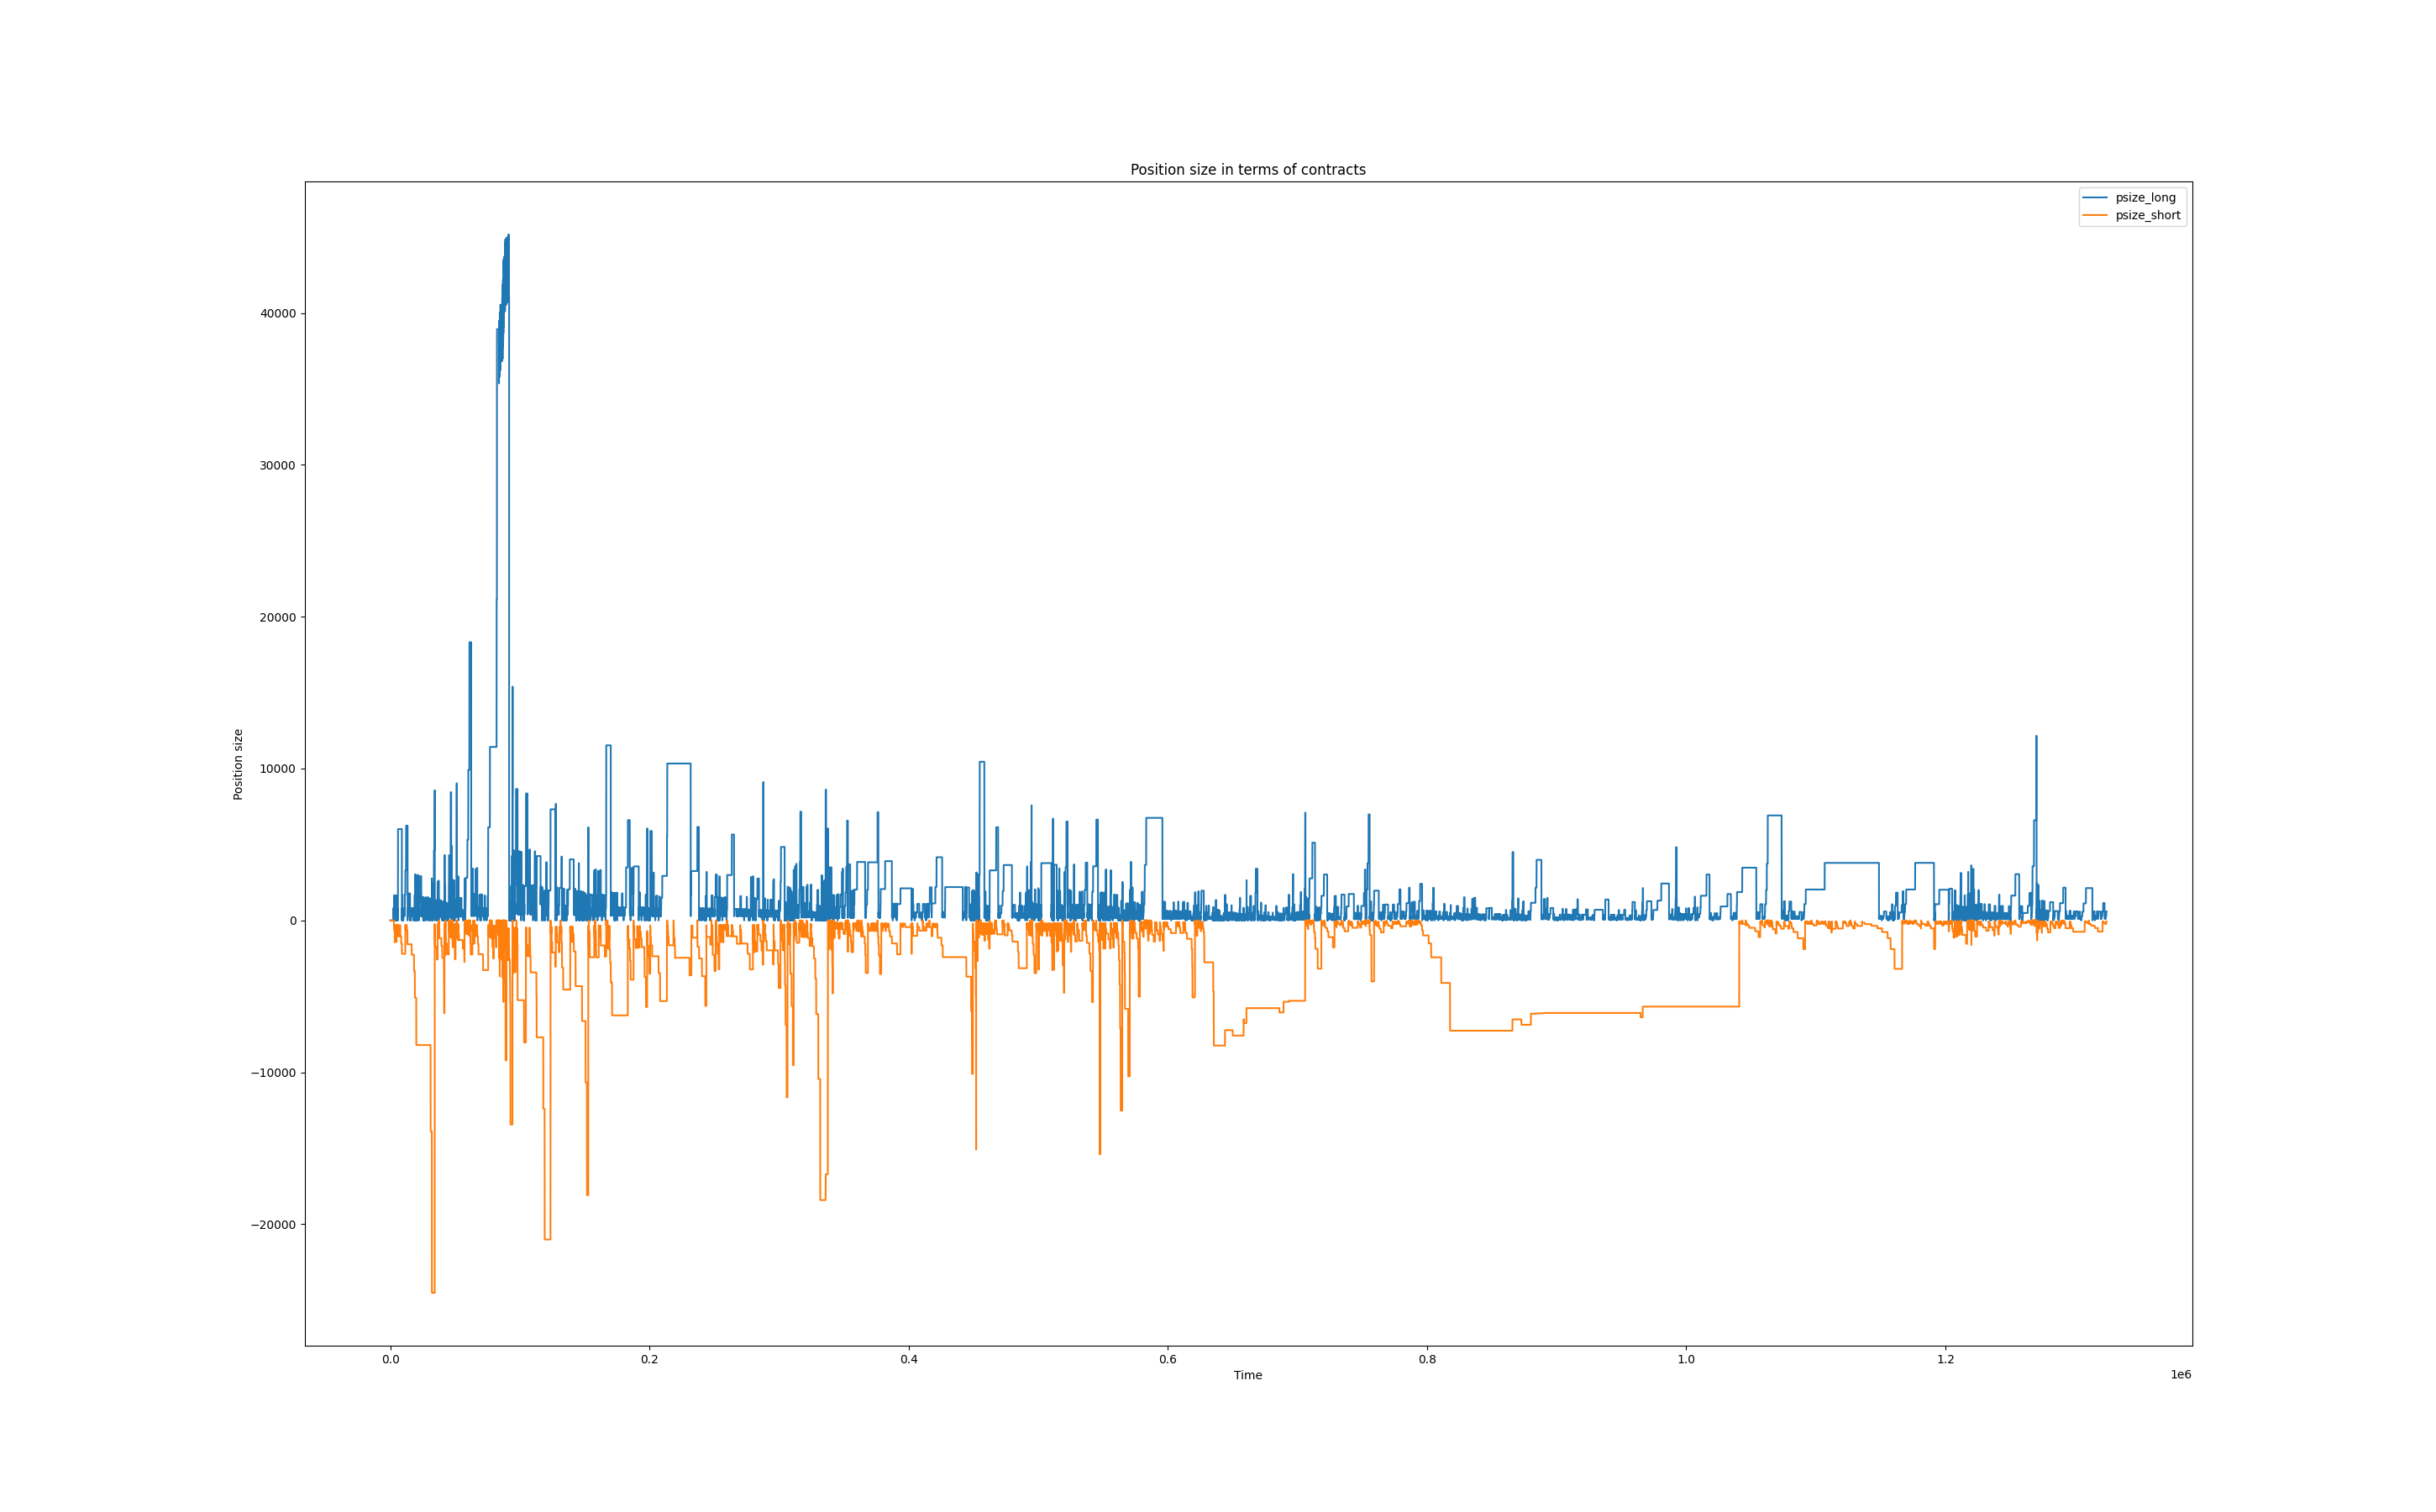 Position size in terms of contracts
psize_long
psize_short
40000
30000
20000
10000
0
−10000
−20000
Position size
0.0
0.2
0.4
0.6
0.8
1.0
1.2
1e6
Time